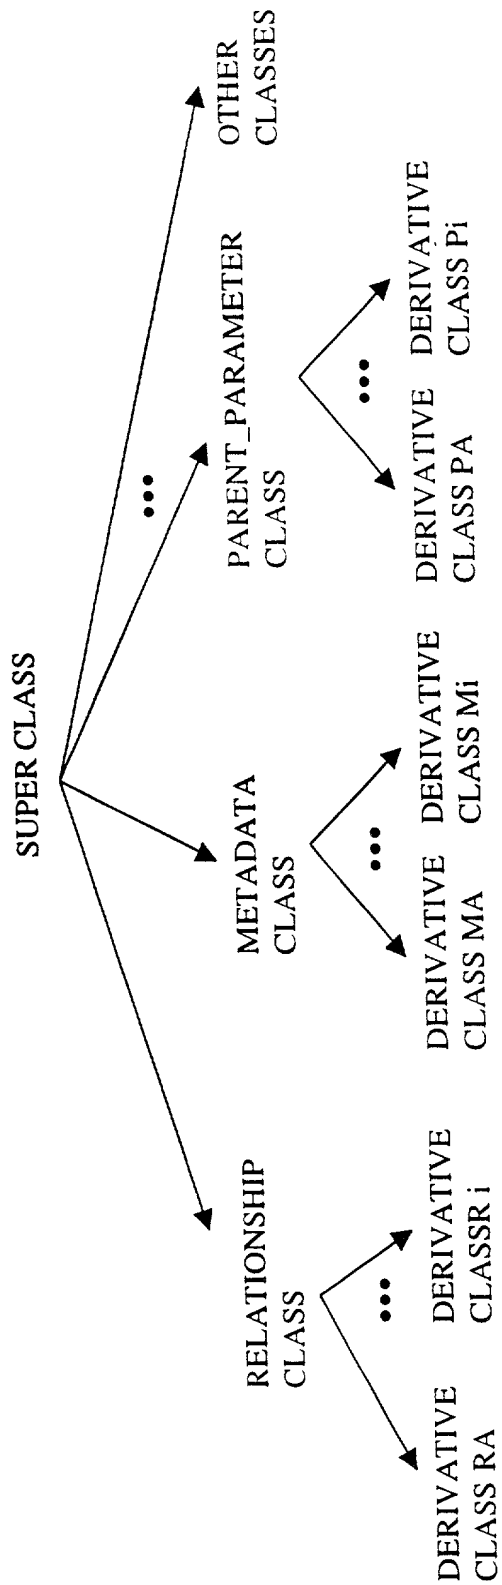 SUPER CLASS
RELATIONSHIP
CLASS
METADATA
CLASS
PARENT_PARAMETER
CLASS
OTHER
CLASSES
DERIVATIVE
CLASS RA
DERIVATIVE
CLASSR i
DERIVATIVE
CLASS MA
DERIVATIVE
CLASS Mi
DERIVATIVE
CLASS PA
DERIVATIVE
CLASS Pi